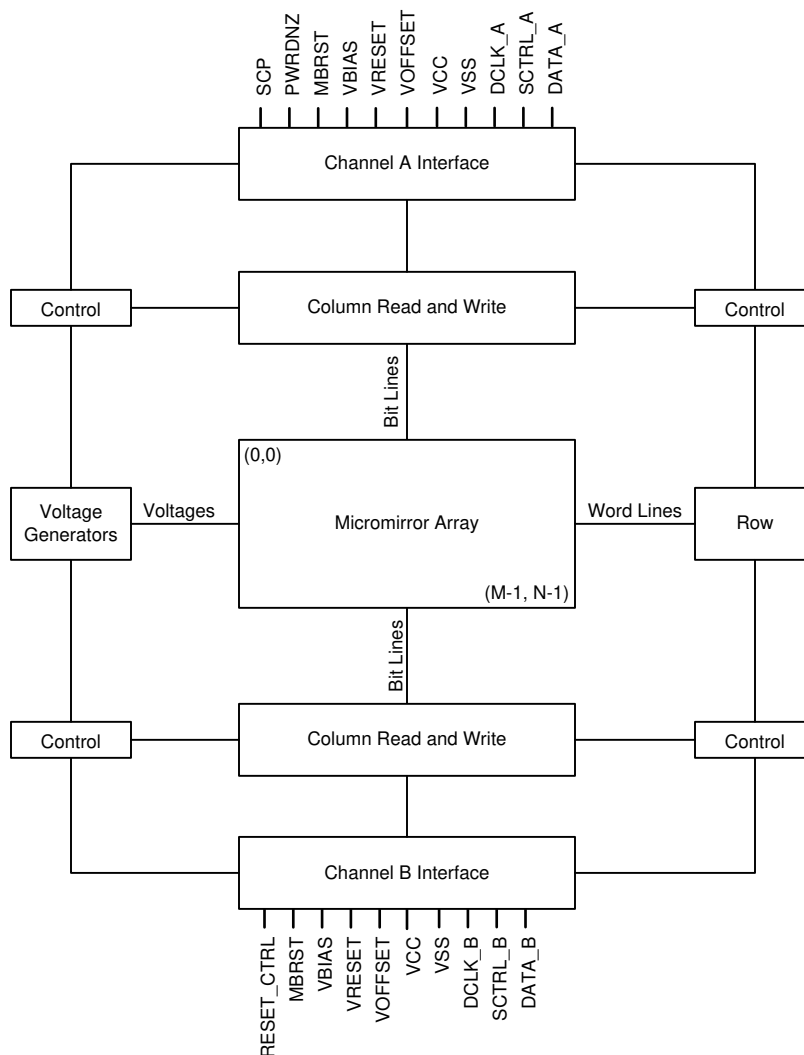 SCP
PWRDNZ
MBRST
VBIAS
VRESET
VOFFSET
VCC
VSS
DCLK_A
SCTRL_A
DATA_A
Channel A Interface
Control
Column Read and Write
Control
Bit Lines
(0,0)
Voltage
Generators
Voltages
Micromirror Array
Word Lines
Row
(M-1, N-1)
Bit Lines
Control
Column Read and Write
Control
Channel B Interface
RESET_CTRL
MBRST
VBIAS
VRESET
VOFFSET
VCC
VSS
DCLK_B
SCTRL_B
DATA_B